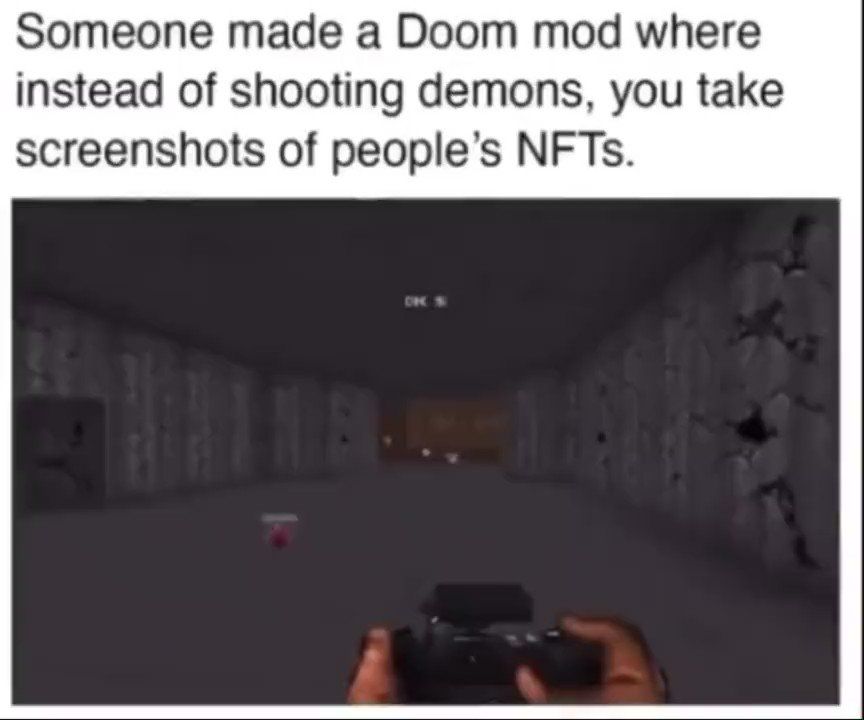 Someone made a Doom mod where
instead of shooting demons, you take
screenshots of people's NFTs.